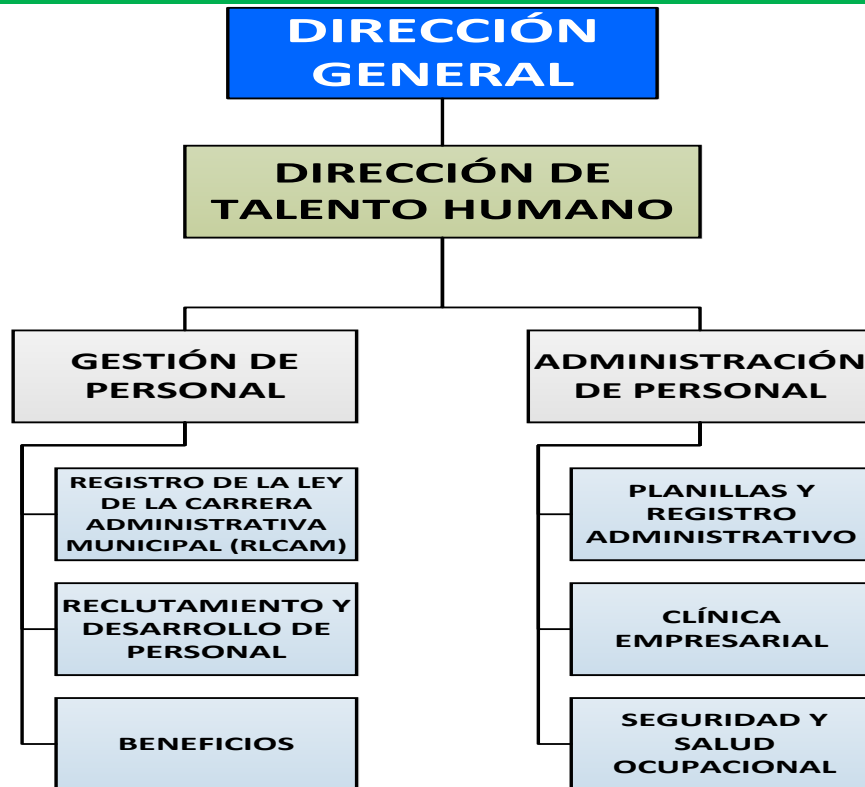 DIRECCIÓN
GENERAL
DIRECCIÓN DE
TALENTO HUMANO
GESTIÓN DE
PERSONAL
REGISTRO DE LA LEY
DE LA CARRERA
ADMINISTRATIVA
MUNICIPAL (RLCAM)
RECLUTAMIENTO Y
DESARROLLO DE
PERSONAL
BENEFICIOS
ADMINISTRACIÓN
DE PERSONAL
PLANILLAS Y
REGISTRO
ADMINISTRATIVO
CLÍNICA
EMPRESARIAL
SEGURIDAD Y
SALUD
OCUPACIONAL